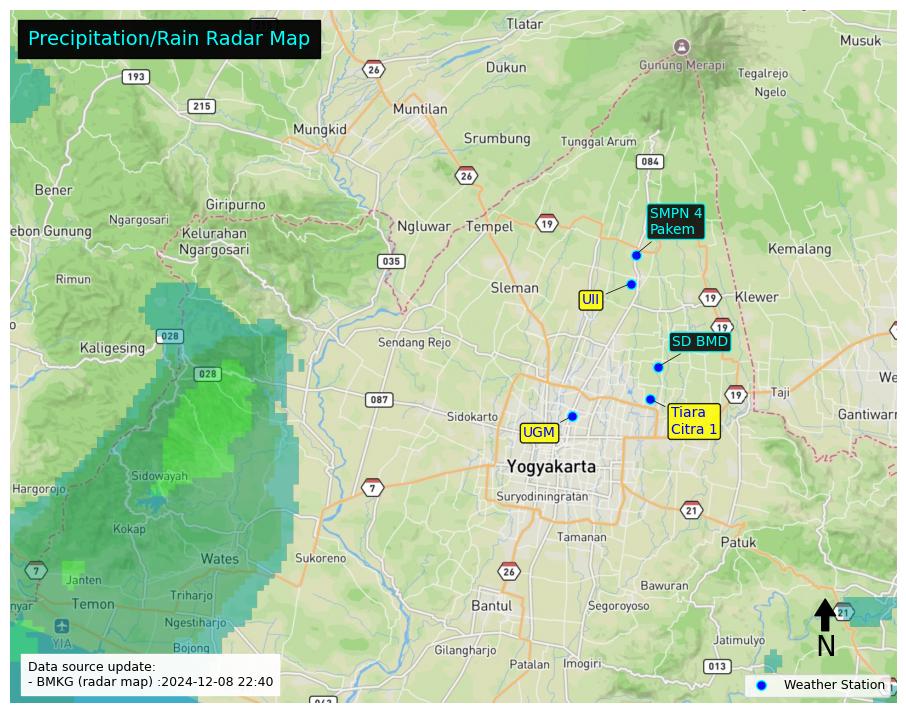 Precipitation/Rain Radar Map
Tlatar
Musuk
26
193
Dukun
Gunung Merapi
Tegalrejo
Ngelo
215
Muntilan
Mungkid
Srumbung
Tunggal Arum
084
26
Bener
Giripurno
Ngargosari
SMPN 4
Pakem
ebon Gunung
Kelurahan
Ngargosari
Ngluwar
Tempel
19
Kemalang
035
Rimun
Sleman
UII
19
Klewer
19
028
Kaligesing
Sendang Rejo
SD BMD
028
We
087
19
Taji
Sidokarto
Tiara
Citra 1
Gantiwarn
UGM
Yogyakarta
Sidowayah
Hargorojo
7
Suryodiningratan
21
Kokap
Tamanan
Patuk
Wates
Sukoreno
7
Janten
26
Bawuran
Triharjo
Temon
nyar
Bantul
Segoroyoso
21
Ngestiharjo
YIA
Bojong
Gilangharjo
Jatimulyo
N
Patalan
Imogiri
013
Data source update:
- BMKG (radar map) :2024-12-08 22:40
Weather Station